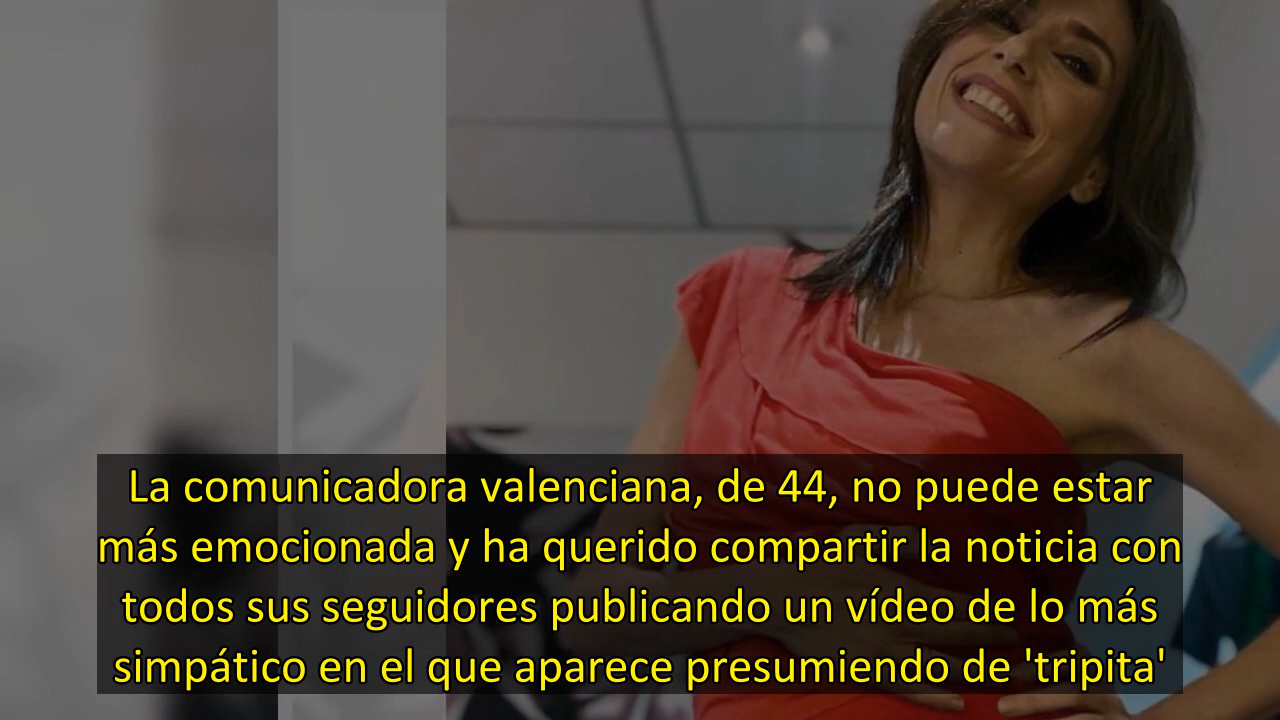 La comunicadora valenciana, de 44, no puede estar
más emocionada y ha querido compartir la noticia con
todos sus seguidores publicando un vídeo de lo más
simpático en el que aparece presumiendo de 'tripita'